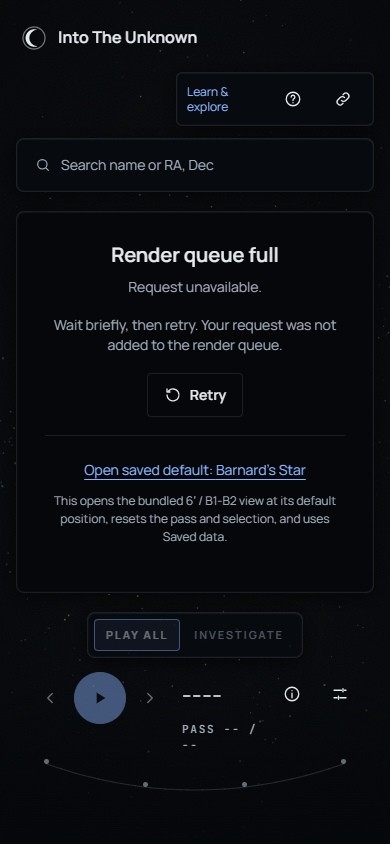 Into The Unknown
Learn &
explore
Search name or RA, Dec
Render queue full
Request unavailable.
Wait briefly, then retry. Your request was not
added to the render queue.
Retry
Open saved default: Barnard's Star
This opens the bundled 6′ / B1-B2 view at its default
position, resets the pass and selection, and uses
Saved data.
PLAY ALL
INVESTIGATE
----
PASS -- /
--